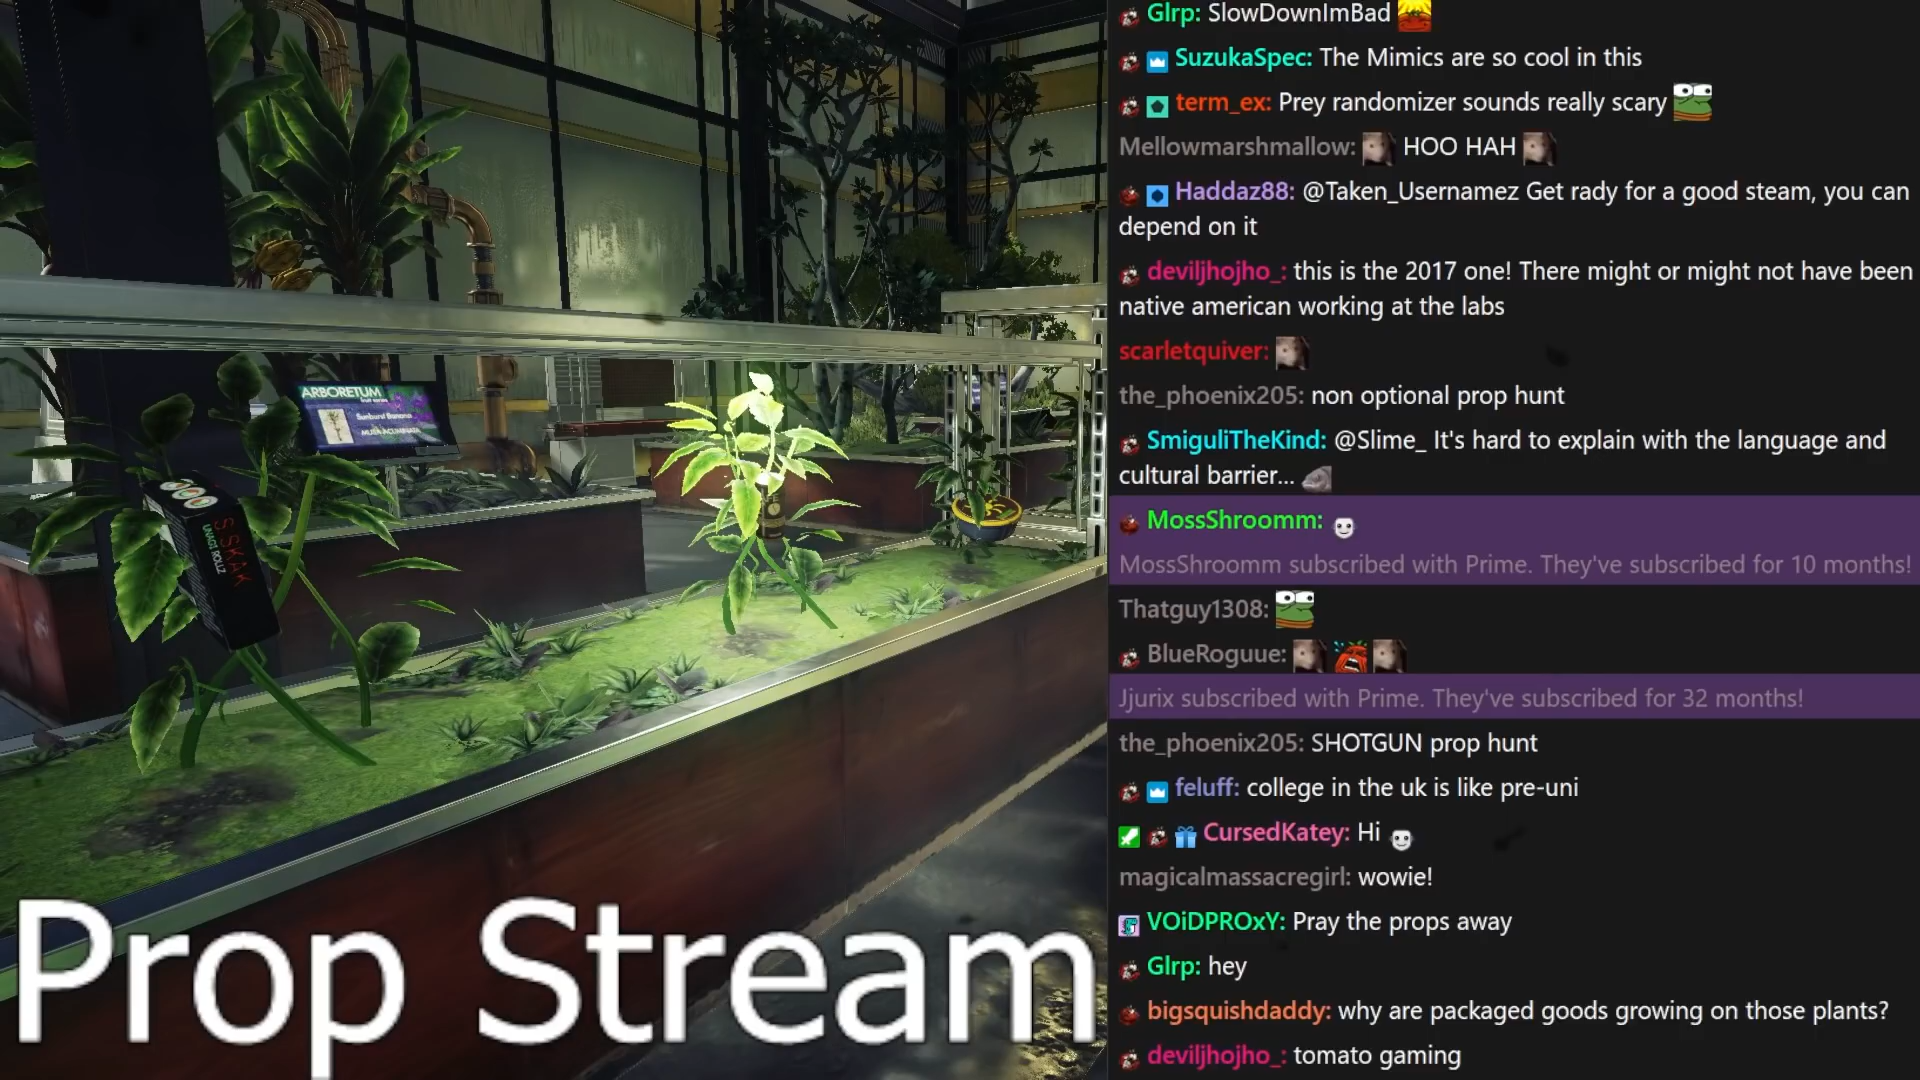 ARBORETUM
Sunburst Banana
MUSA ACUMINATA
UNAGI ROLLZ
Prop Stream
Glrp: SlowDownImBad
SuzukaSpec: The Mimics are so cool in this
term_ex: Prey randomizer sounds really scary
Mellowmarshmallow: HOO HAH
Haddaz88: @Taken_Usernamez Get rady for a good steam, you can
depend on it
deviljhojho_: this is the 2017 one! There might or might not have been
native american working at the labs
scarletquiver:
the_phoenix205: non optional prop hunt
SmiguliTheKind: @Slime_ It's hard to explain with the language and
cultural barrier...
MossShroomm:
MossShroomm subscribed with Prime. They've subscribed for 10 months!
Thatguy1308:
BlueRoguue:
Jjurix subscribed with Prime. They've subscribed for 32 months!
the_phoenix205: SHOTGUN prop hunt
feluff: college in the uk is like pre-uni
CursedKatey: Hi
magicalmassacregirl: wowie!
VOiDPROxY: Pray the props away
Glrp: hey
bigsquishdaddy: why are packaged goods growing on those plants?
deviljhojho_: tomato gaming